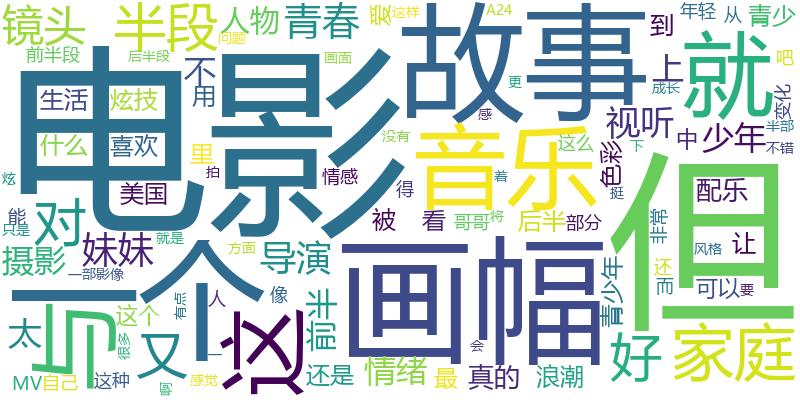 镜头
半段
人物
青春
爱
这样
A24
年轻
从
青少
前半段
后半段
问题
画面
不
用
到
更
上
成长
就
吧
变化
生活
炫技
电影
故事
感
视听
中
少年
半部
不错
什么
喜欢
里
没有
音乐
这么
下
色彩
炫
美国
拍
情感
得
着
挺
配乐
能
只是
对
妹妹
就是
被
看
哥哥
将
后半
部分
非常
风格
让
但
摄影
一部影像
一个
方面
导演
画幅
还
而
可以
要
有点
人
像
青少年
太
与
这个
又
这
前半
好
家庭
很多
一
会
MV
自己
这种
啊
感觉
还是
情绪
最
真的
浪潮